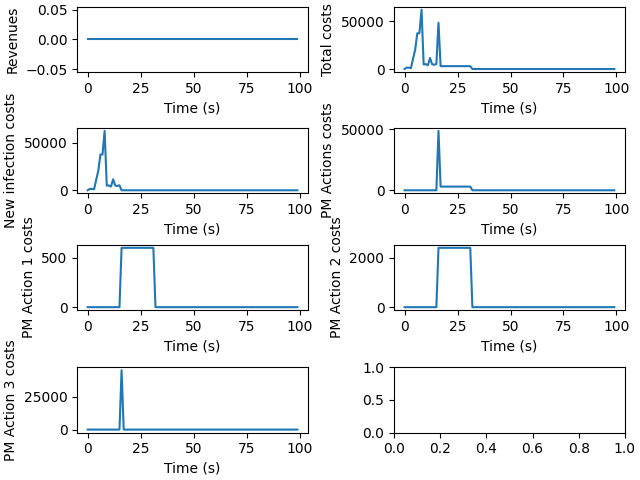 Revenues
0.05
0.00
−0.05
0 25 50 75 100
Time (s)
Total costs
50000
0
0 25 50 75 100
Time (s)
New infection costs
50000
0
0 25 50 75 100
Time (s)
PM Actions costs
50000
0
0 25 50 75 100
Time (s)
PM Action 1 costs
500
0
0 25 50 75 100
Time (s)
PM Action 2 costs
2000
0
0 25 50 75 100
Time (s)
PM Action 3 costs
25000
0
0 25 50 75 100
Time (s)
1.0
0.5
0.0
0.0 0.2 0.4 0.6 0.8 1.0